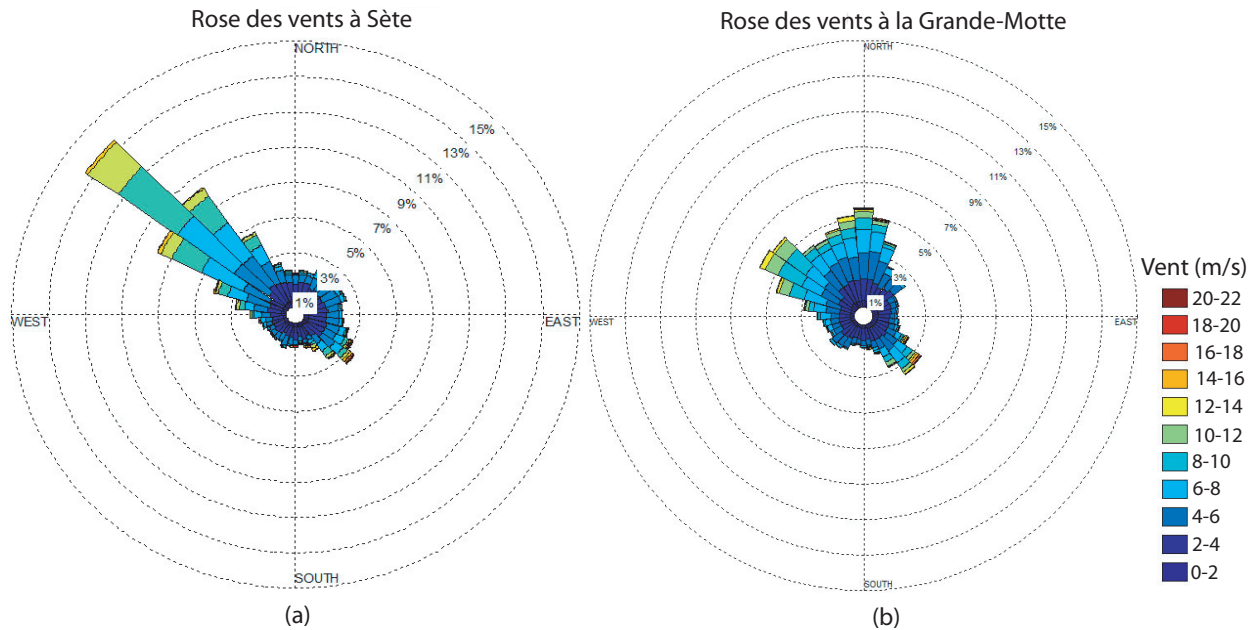 Rose des vents à Sète
Rose des vents à la Grande-Motte
NORTH
15%
13%
11%
9%
7%
5%
3%
1%
WEST
EAST
SOUTH
(a)
NORTH
15%
13%
11%
9%
7%
5%
3%
1%
WEST
EAST
SOUTH
(b)
Vent (m/s)
20-22
18-20
16-18
14-16
12-14
10-12
8-10
6-8
4-6
2-4
0-2